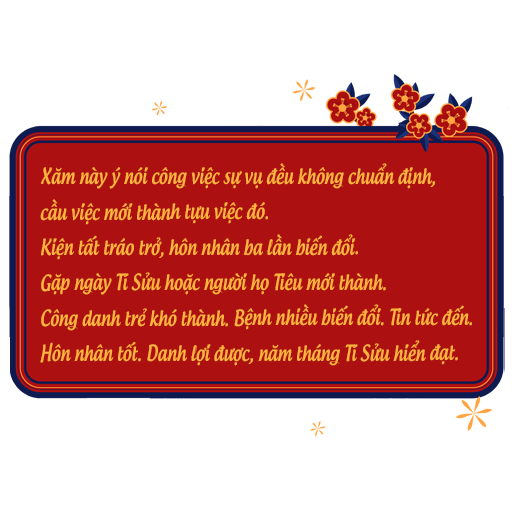 Xăm này ý nói công việc sự vụ đều không chuẩn định,
cầu việc mới thành tựu việc đó.
Kiện tất tráo trở, hôn nhân ba lần biến đổi.
Gặp ngày Tí Sửu hoặc người họ Tiêu mới thành.
Công danh trẻ khó thành. Bệnh nhiều biến đổi. Tin tức đến.
Hôn nhân tốt. Danh lợi được, năm tháng Tí Sửu hiển đạt.